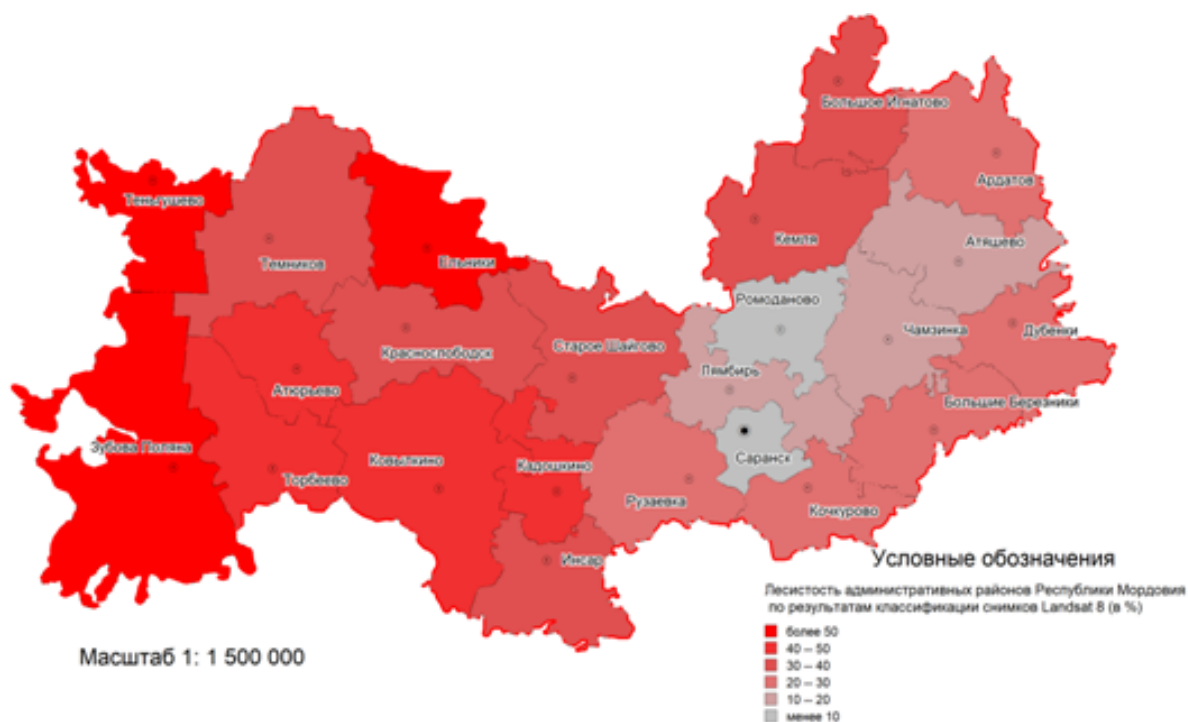 Большое Игнатово
Ардатов
Теньгушево
Кемля
Атяшево
Темников
Ельники
Ромоданово
Чамзинка
Дубенки
Краснослободск
Старое Шайгово
Лямбирь
Атюрьево
Большие Березники
Зубова Поляна
Ковылкино
Кадошкино
Саранск
Торбеево
Рузаевка
Кочкурово
Инсар
Условные обозначения
Лесистость административных районов Республики Мордовия
по результатам классификации снимков Landsat 8 (в %)
более 50
40 -- 50
30 -- 40
20 -- 30
10 -- 20
менее 10
Масштаб 1: 1 500 000